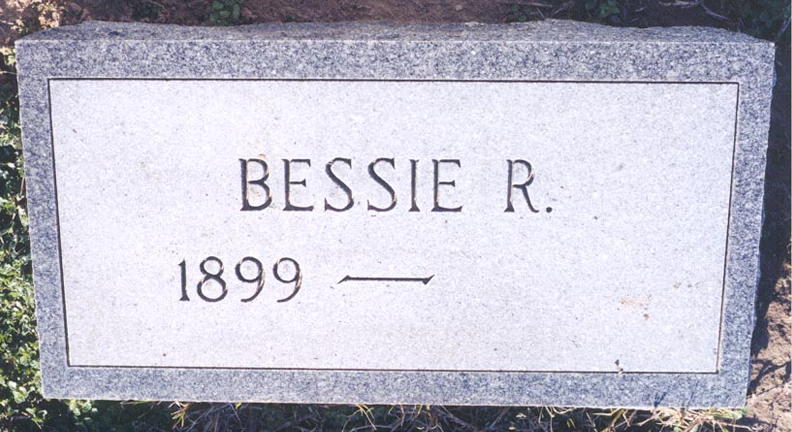 BESSIE R.
1899 —